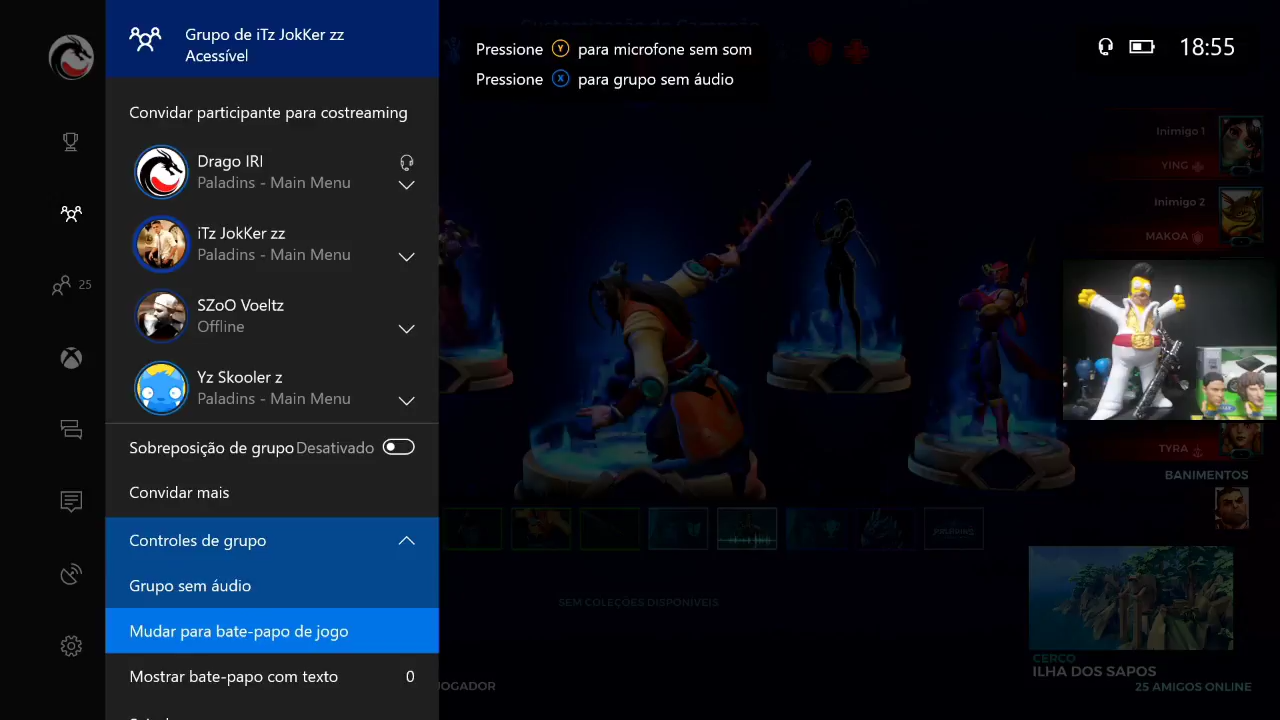 Grupo de iTz JokKer zz
Acessível
Convidar participante para costreaming
Drago IRI
Paladins - Main Menu
iTz JokKer zz
Paladins - Main Menu
SZoO Voeltz
Offline
Yz Skooler z
Paladins - Main Menu
Sobreposição de grupo Desativado
Convidar mais
Controles de grupo
Grupo sem áudio
Mudar para bate-papo de jogo
Mostrar bate-papo com texto 0
25
Customização de Campeão
Pressione Y para microfone sem som
Pressione X para grupo sem áudio
18:55
Inimigo 1
YING
Inimigo 2
MAKOA
TYRA
BANIMENTOS
SEM COLEÇÕES DISPONÍVEIS
JOGADOR
CERCO
ILHA DOS SAPOS
25 AMIGOS ONLINE